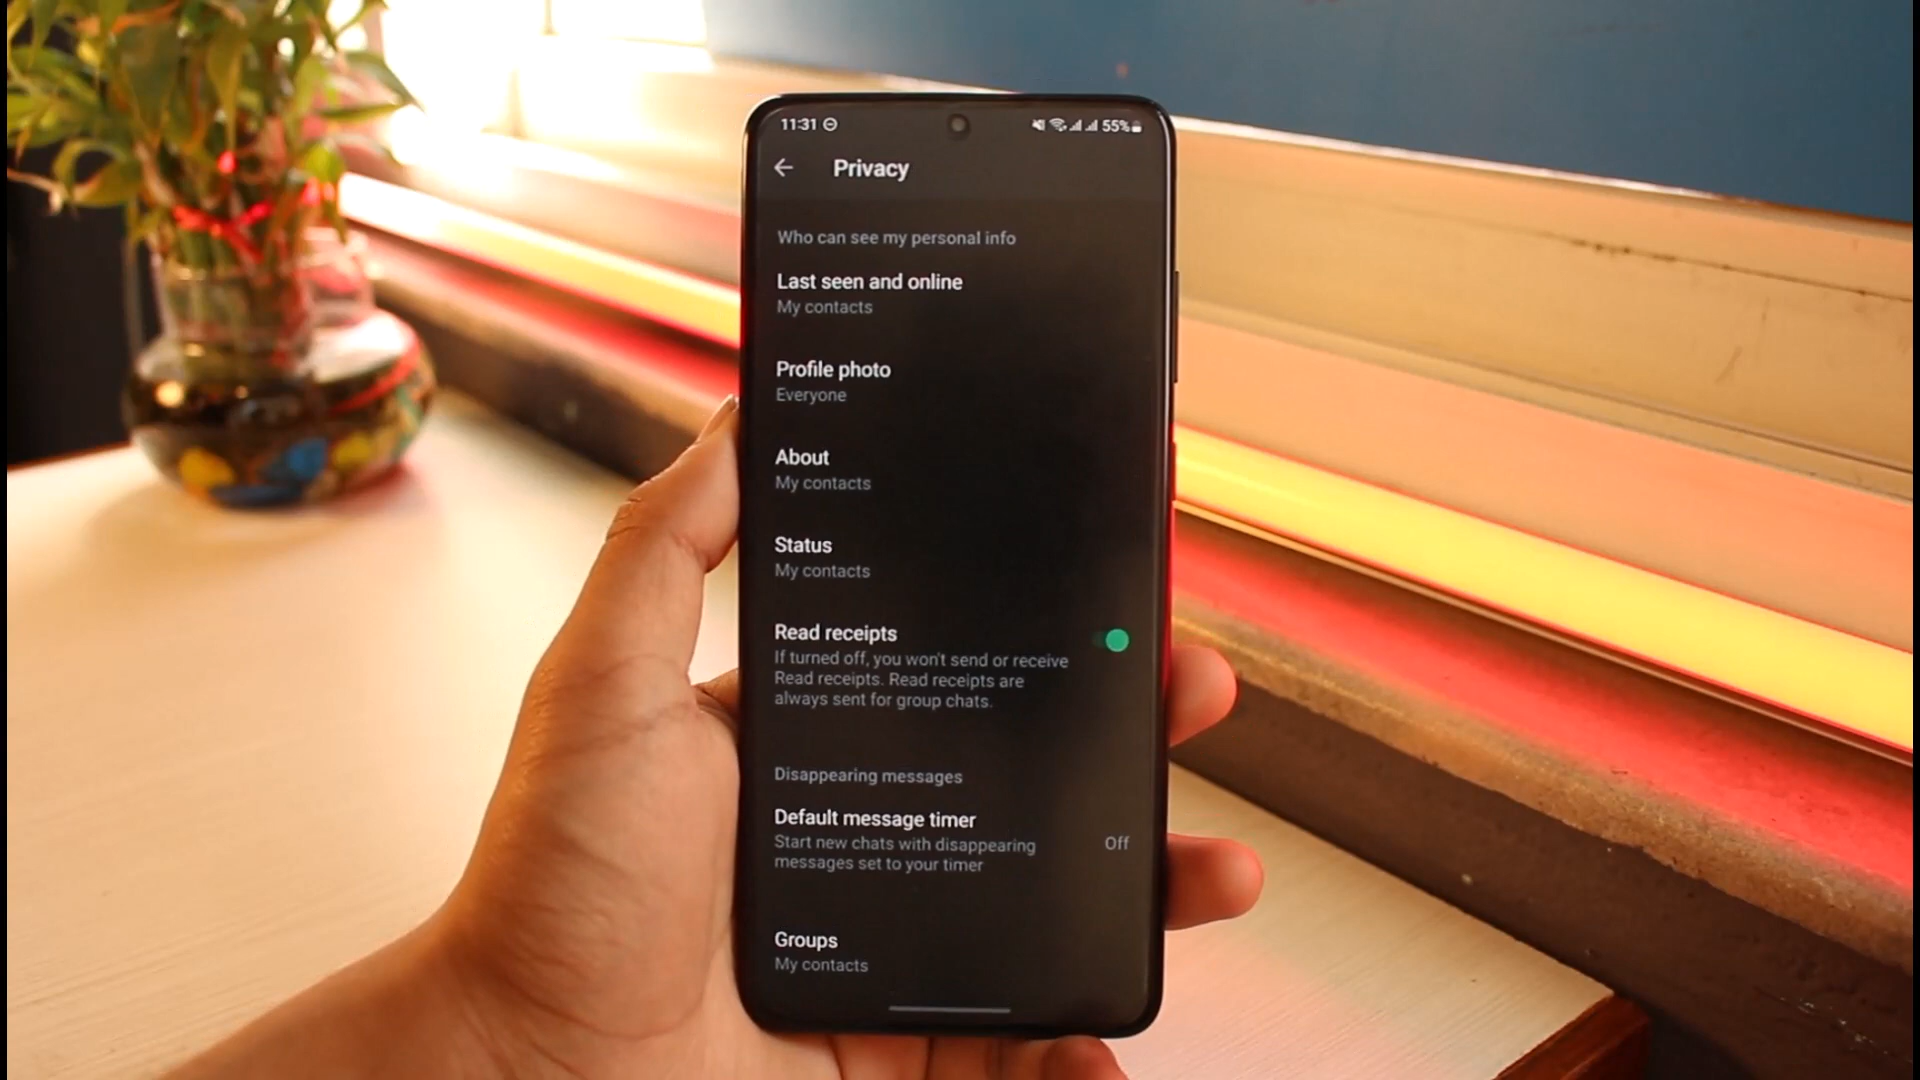 11:31 55%
Privacy
Who can see my personal info
Last seen and online
My contacts
Profile photo
Everyone
About
My contacts
Status
My contacts
Read receipts
If turned off, you won't send or receive
Read receipts. Read receipts are
always sent for group chats.
Disappearing messages
Default message timer
Start new chats with disappearing
messages set to your timer
Off
Groups
My contacts